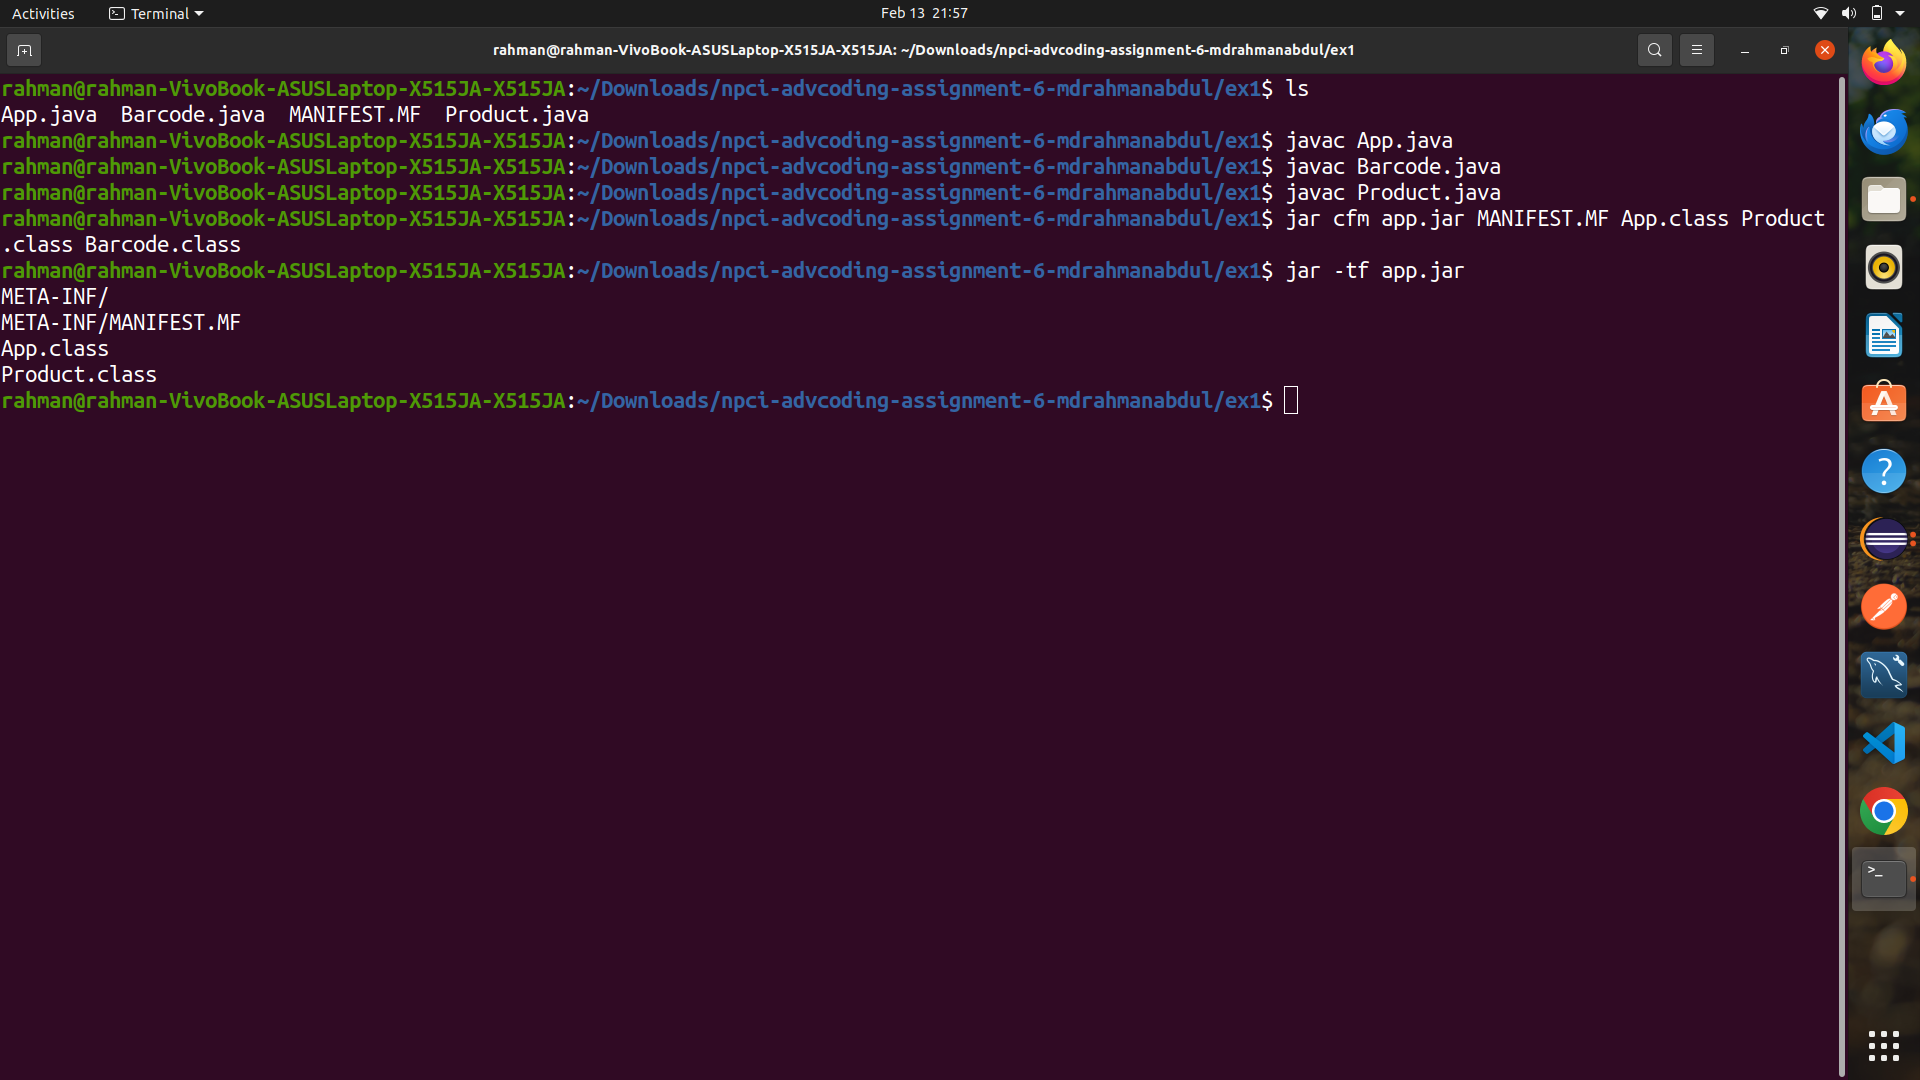 Activities Terminal Feb 13 21:57
rahman@rahman-VivoBook-ASUSLaptop-X515JA-X515JA: ~/Downloads/npci-advcoding-assignment-6-mdrahmanabdul/ex1
rahman@rahman-VivoBook-ASUSLaptop-X515JA-X515JA:~/Downloads/npci-advcoding-assignment-6-mdrahmanabdul/ex1$ ls
App.java  Barcode.java  MANIFEST.MF  Product.java
rahman@rahman-VivoBook-ASUSLaptop-X515JA-X515JA:~/Downloads/npci-advcoding-assignment-6-mdrahmanabdul/ex1$ javac App.java
rahman@rahman-VivoBook-ASUSLaptop-X515JA-X515JA:~/Downloads/npci-advcoding-assignment-6-mdrahmanabdul/ex1$ javac Barcode.java
rahman@rahman-VivoBook-ASUSLaptop-X515JA-X515JA:~/Downloads/npci-advcoding-assignment-6-mdrahmanabdul/ex1$ javac Product.java
rahman@rahman-VivoBook-ASUSLaptop-X515JA-X515JA:~/Downloads/npci-advcoding-assignment-6-mdrahmanabdul/ex1$ jar cfm app.jar MANIFEST.MF App.class Product
.class Barcode.class
rahman@rahman-VivoBook-ASUSLaptop-X515JA-X515JA:~/Downloads/npci-advcoding-assignment-6-mdrahmanabdul/ex1$ jar -tf app.jar
META-INF/
META-INF/MANIFEST.MF
App.class
Product.class
rahman@rahman-VivoBook-ASUSLaptop-X515JA-X515JA:~/Downloads/npci-advcoding-assignment-6-mdrahmanabdul/ex1$